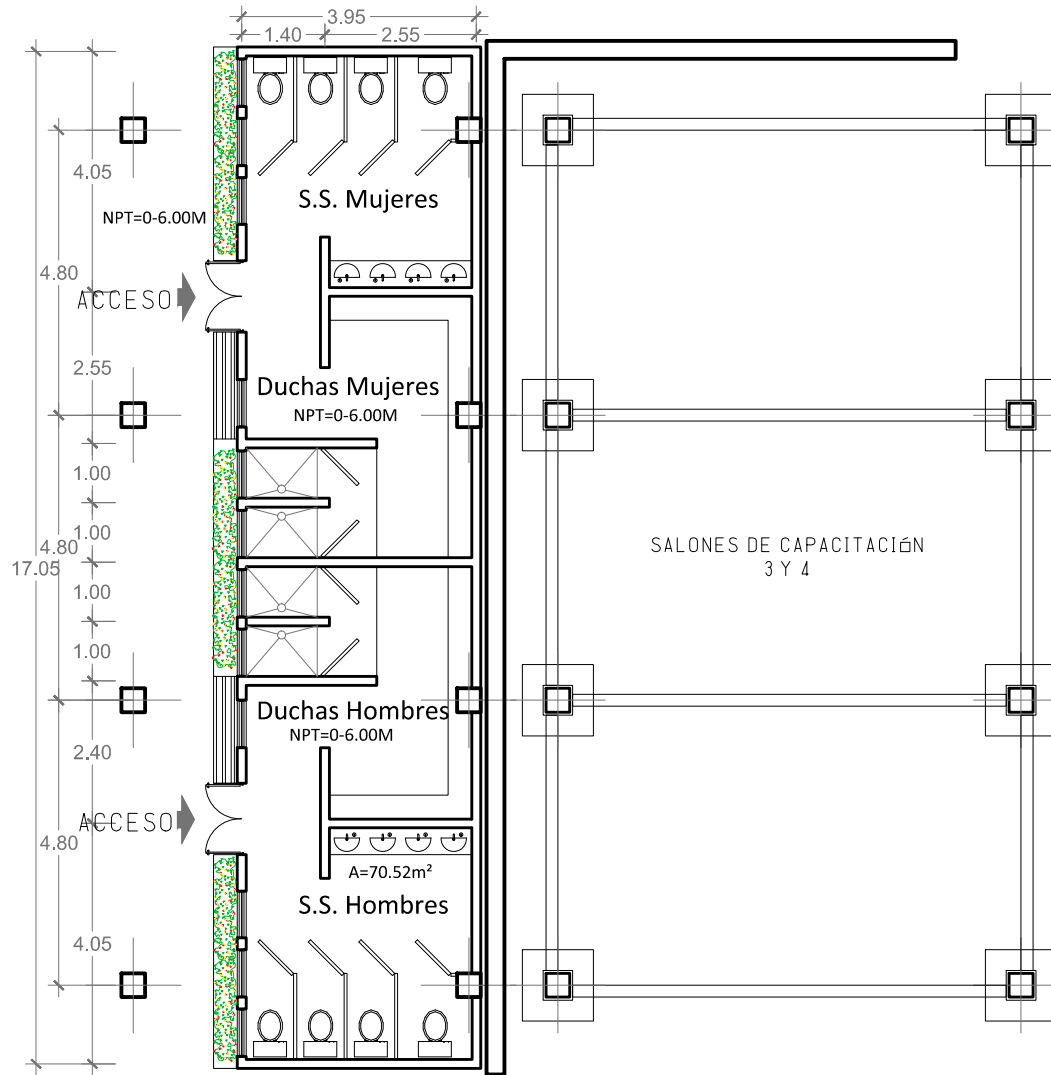 3.95
1.40
2.55
4.05
S.S. Mujeres
NPT=0-6.00M
4.80
ACCESO
2.55
Duchas Mujeres
NPT=0-6.00M
1.00
1.00
4.80
17.05
SALONES DE CAPACITACIÓN
3 Y 4
1.00
1.00
Duchas Hombres
NPT=0-6.00M
2.40
ACCESO
4.80
A=70.52m²
S.S. Hombres
4.05